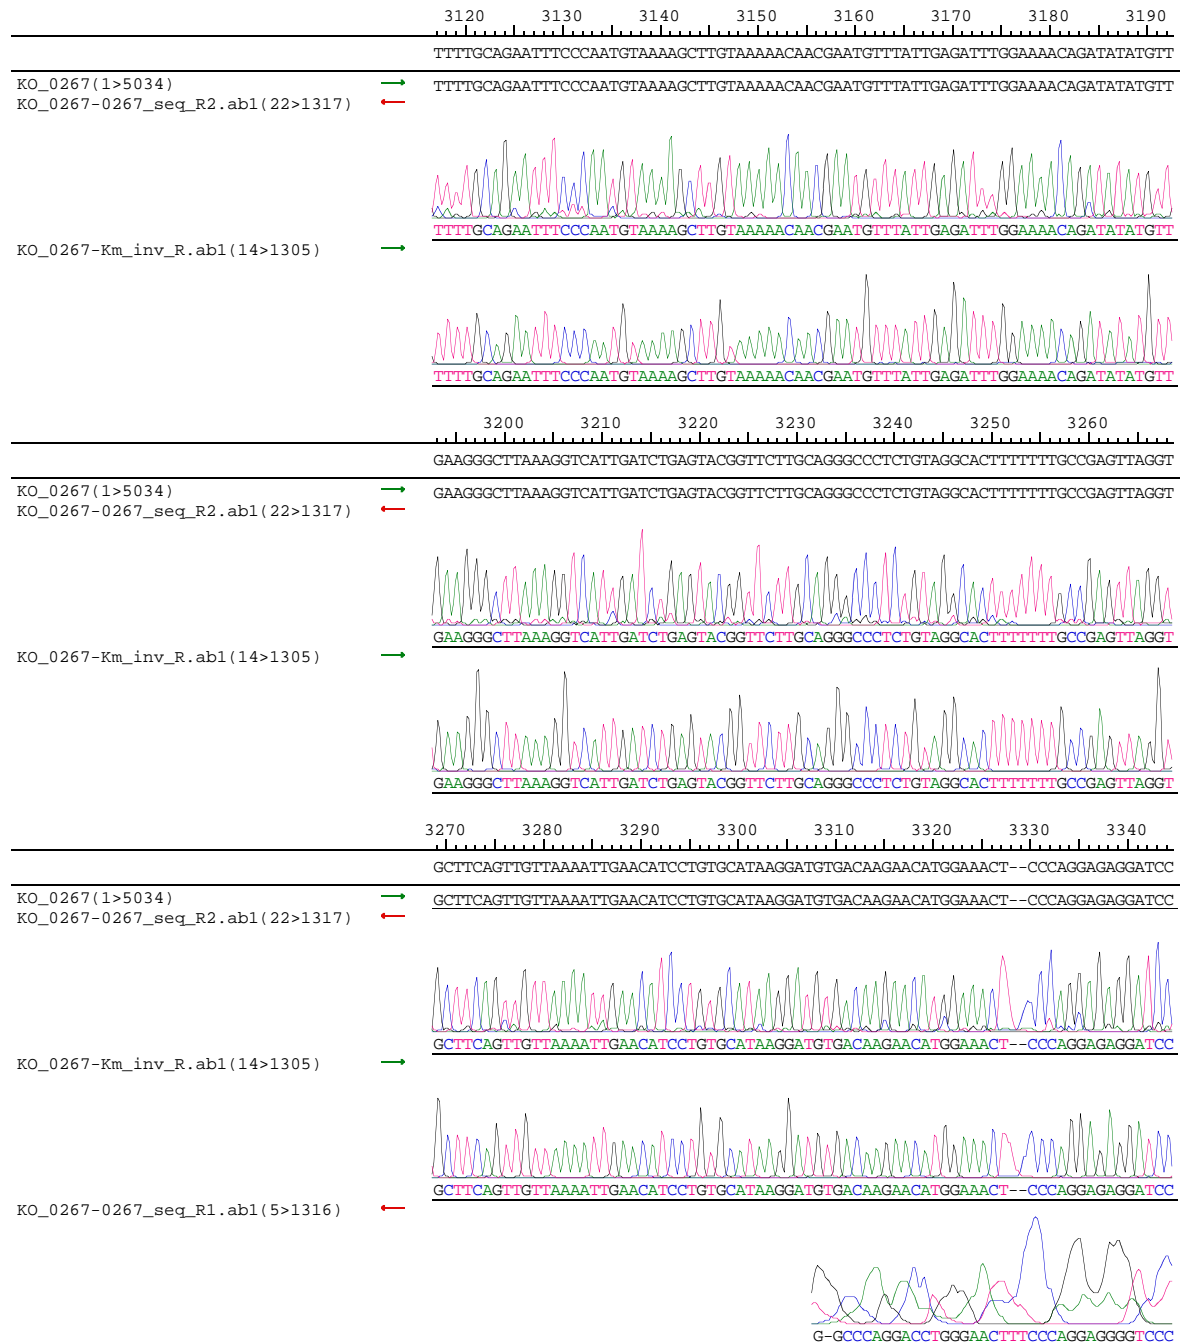 3120 3130 3140 3150 3160 3170 3180 3190
TTTTGCAGAATTTCCCAATGTAAAAGCTTGTAAAAACAACGAATGTTTATTGAGATTTGGAAAACAGATATATGTT
KO_0267(1>5034) TTTTGCAGAATTTCCCAATGTAAAAGCTTGTAAAAACAACGAATGTTTATTGAGATTTGGAAAACAGATATATGTT
KO_0267-0267_seq_R2.ab1(22>1317)
TTTTGCAGAATTTCCCAATGTAAAAGCTTGTAAAAACAACGAATGTTTATTGAGATTTGGAAAACAGATATATGTT
KO_0267-Km_inv_R.ab1(14>1305)
TTTTGCAGAATTTCCCAATGTAAAAGCTTGTAAAAACAACGAATGTTTATTGAGATTTGGAAAACAGATATATGTT
3200 3210 3220 3230 3240 3250 3260
GAAGGGCTTAAAGGTCATTGATCTGAGTACGGTTCTTGCAGGGCCCTCTGTAGGCACTTTTTTTGCCGAGTTAGGT
KO_0267(1>5034) GAAGGGCTTAAAGGTCATTGATCTGAGTACGGTTCTTGCAGGGCCCTCTGTAGGCACTTTTTTTGCCGAGTTAGGT
KO_0267-0267_seq_R2.ab1(22>1317)
GAAGGGCTTAAAGGTCATTGATCTGAGTACGGTTCTTGCAGGGCCCTCTGTAGGCACTTTTTTTGCCGAGTTAGGT
KO_0267-Km_inv_R.ab1(14>1305)
GAAGGGCTTAAAGGTCATTGATCTGAGTACGGTTCTTGCAGGGCCCTCTGTAGGCACTTTTTTTGCCGAGTTAGGT
3270 3280 3290 3300 3310 3320 3330 3340
GCTTCAGTTGTTAAAATTGAACATCCTGTGCATAAGGATGTGACAAGAACATGGAAACT--CCCAGGAGAGGATCC
KO_0267(1>5034) GCTTCAGTTGTTAAAATTGAACATCCTGTGCATAAGGATGTGACAAGAACATGGAAACT--CCCAGGAGAGGATCC
KO_0267-0267_seq_R2.ab1(22>1317)
GCTTCAGTTGTTAAAATTGAACATCCTGTGCATAAGGATGTGACAAGAACATGGAAACT--CCCAGGAGAGGATCC
KO_0267-Km_inv_R.ab1(14>1305)
GCTTCAGTTGTTAAAATTGAACATCCTGTGCATAAGGATGTGACAAGAACATGGAAACT--CCCAGGAGAGGATCC
KO_0267-0267_seq_R1.ab1(5>1316)
G-GCCCAGGACCTGGGAACTTTCCCAGGAGGGGTCCC